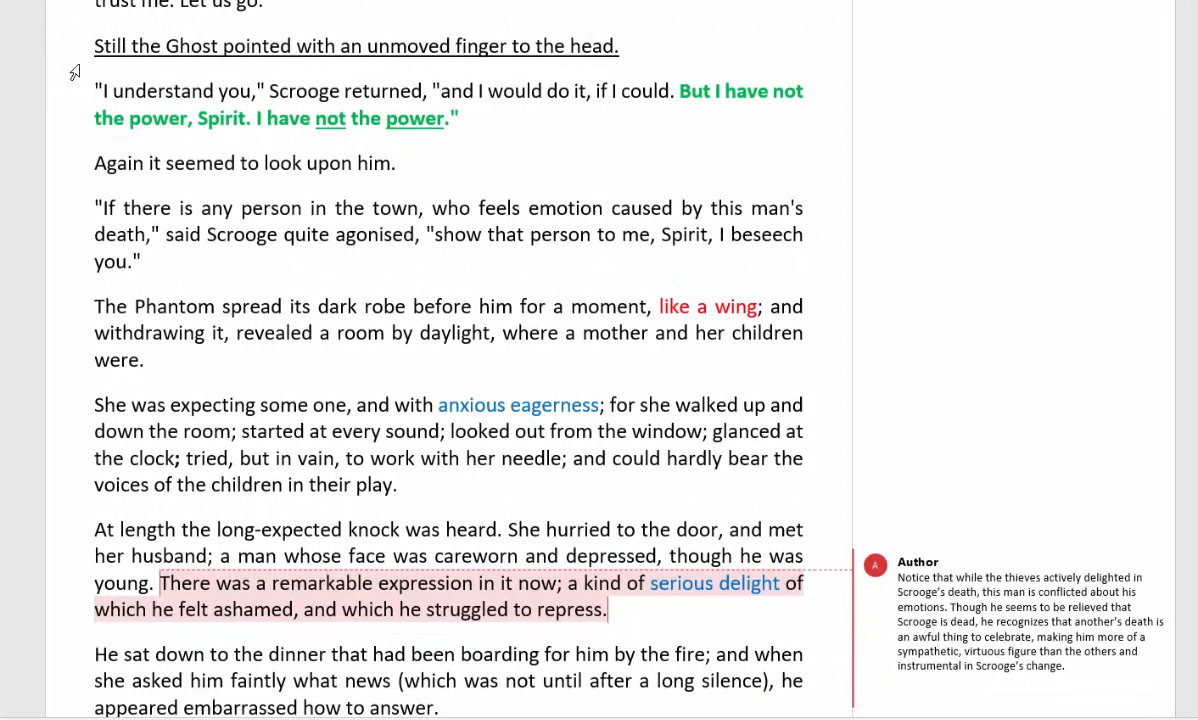 trust me. Let us go.
Still the Ghost pointed with an unmoved finger to the head.
"I understand you," Scrooge returned, "and I would do it, if I could. But I have not
the power, Spirit. I have not the power."
Again it seemed to look upon him.
"If there is any person in the town, who feels emotion caused by this man's
death," said Scrooge quite agonised, "show that person to me, Spirit, I beseech
you."
The Phantom spread its dark robe before him for a moment, like a wing; and
withdrawing it, revealed a room by daylight, where a mother and her children
were.
She was expecting some one, and with anxious eagerness; for she walked up and
down the room; started at every sound; looked out from the window; glanced at
the clock; tried, but in vain, to work with her needle; and could hardly bear the
voices of the children in their play.
At length the long-expected knock was heard. She hurried to the door, and met
her husband; a man whose face was careworn and depressed, though he was
young. There was a remarkable expression in it now; a kind of serious delight of
which he felt ashamed, and which he struggled to repress.
He sat down to the dinner that had been boarding for him by the fire; and when
she asked him faintly what news (which was not until after a long silence), he
appeared embarrassed how to answer.
A
Author
Notice that while the thieves actively delighted in
Scrooge's death, this man is conflicted about his
emotions. Though he seems to be relieved that
Scrooge is dead, he recognizes that another's death is
an awful thing to celebrate, making him more of a
sympathetic, virtuous figure than the others and
instrumental in Scrooge's change.